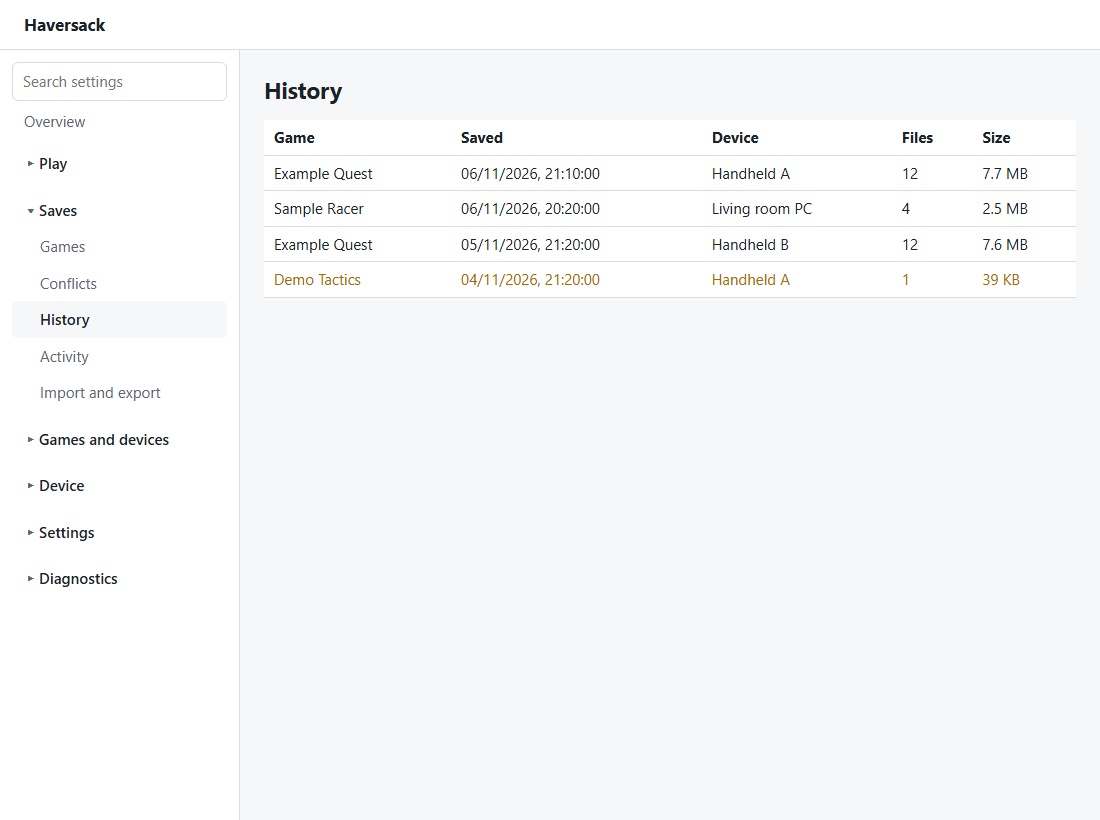 Haversack
Search settings
Overview
Play
Saves
Games
Conflicts
History
Activity
Import and export
Games and devices
Device
Settings
Diagnostics
History
Game Saved Device Files Size
Example Quest 06/11/2026, 21:10:00 Handheld A 12 7.7 MB
Sample Racer 06/11/2026, 20:20:00 Living room PC 4 2.5 MB
Example Quest 05/11/2026, 21:20:00 Handheld B 12 7.6 MB
Demo Tactics 04/11/2026, 21:20:00 Handheld A 1 39 KB